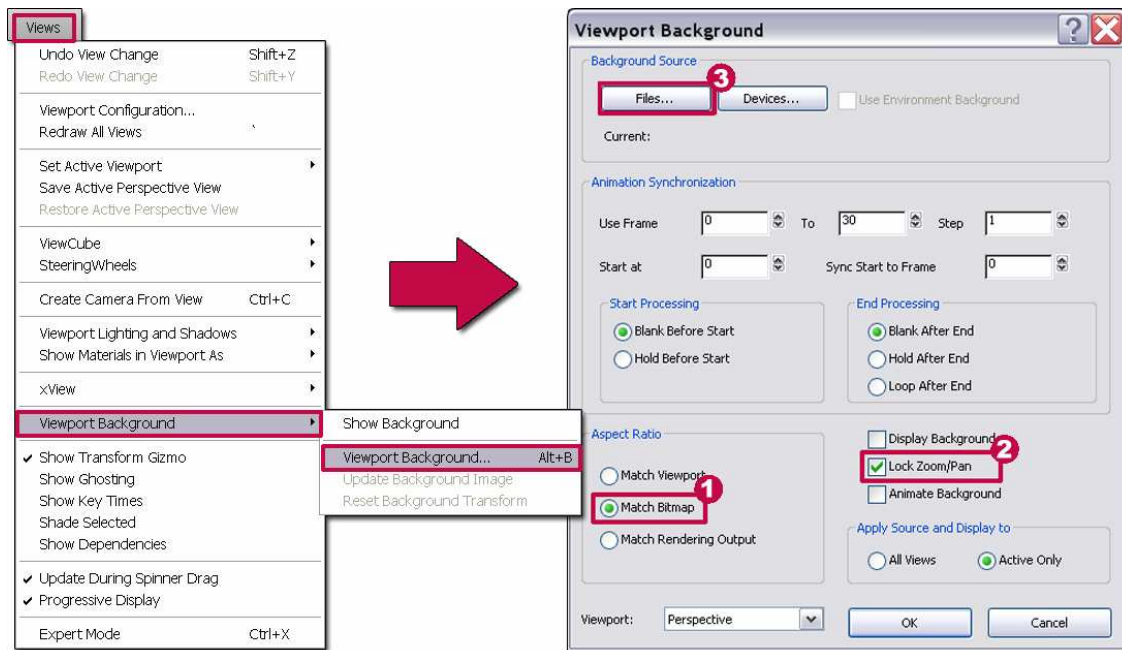 Views
Undo View Change Shift+Z
Redo View Change Shift+Y
Viewport Configuration...
Redraw All Views `
Set Active Viewport
Save Active Perspective View
Restore Active Perspective View
ViewCube
SteeringWheels
Create Camera From View Ctrl+C
Viewport Lighting and Shadows
Show Materials in Viewport As
xView
Viewport Background
Show Transform Gizmo
Show Ghosting
Show Key Times
Shade Selected
Show Dependencies
Update During Spinner Drag
Progressive Display
Expert Mode Ctrl+X
Show Background
Viewport Background... Alt+B
Update Background Image
Reset Background Transform
Viewport Background ? X
Background Source
3
Files... Devices... Use Environment Background
Current:
Animation Synchronization
Use Frame 0 To 30 Step 1
Start at 0 Sync Start to Frame 0
Start Processing
Blank Before Start
Hold Before Start
End Processing
Blank After End
Hold After End
Loop After End
Aspect Ratio
Match Viewport
1
Match Bitmap
Match Rendering Output
Display Background
2
Lock Zoom/Pan
Animate Background
Apply Source and Display to
All Views Active Only
Viewport: Perspective OK Cancel